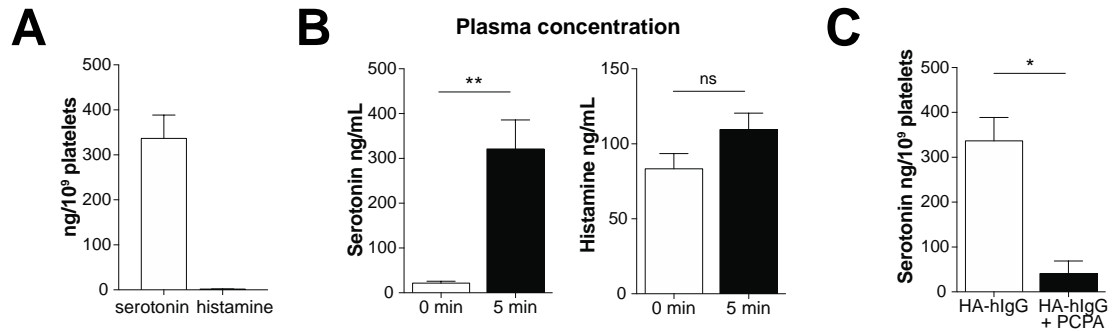 A
ng/10⁹ platelets
500
400
300
200
100
0
serotonin histamine
B
Plasma concentration
Serotonin ng/mL
500
400
300
200
100
0
**
0 min 5 min
Histamine ng/mL
150
100
50
0
ns
0 min 5 min
C
Serotonin ng/10⁹ platelets
500
400
300
200
100
0
*
HA-hIgG HA-hIgG
+ PCPA